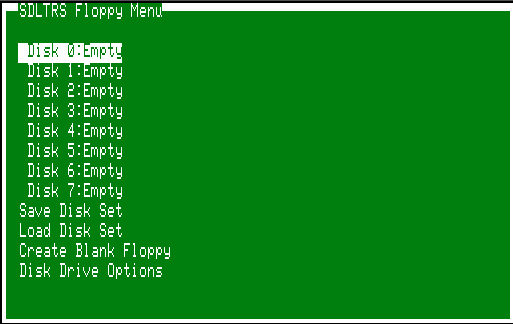 SDLTRS Floppy Menu
Disk 0:Empty
Disk 1:Empty
Disk 2:Empty
Disk 3:Empty
Disk 4:Empty
Disk 5:Empty
Disk 6:Empty
Disk 7:Empty
Save Disk Set
Load Disk Set
Create Blank Floppy
Disk Drive Options